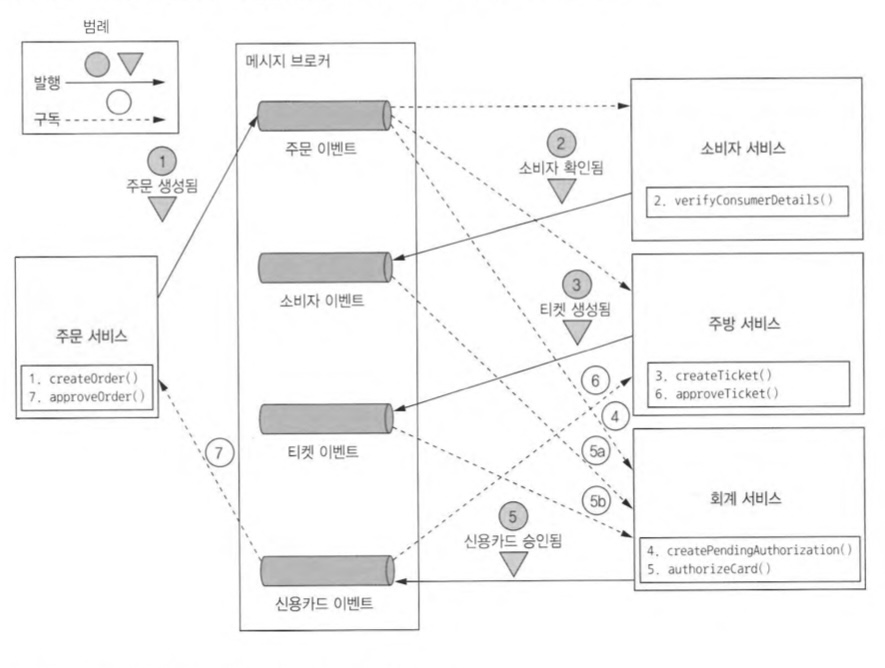 범례
발행
구독
메시지 브로커
주문 이벤트
1
주문 생성됨
2
소비자 확인됨
소비자 서비스
2. verifyConsumerDetails()
소비자 이벤트
3
티켓 생성됨
주방 서비스
3. createTicket()
6. approveTicket()
주문 서비스
1. createOrder()
7. approveOrder()
6
4
티켓 이벤트
7
5a
5b
회계 서비스
4. createPendingAuthorization()
5. authorizeCard()
5
신용카드 승인됨
신용카드 이벤트